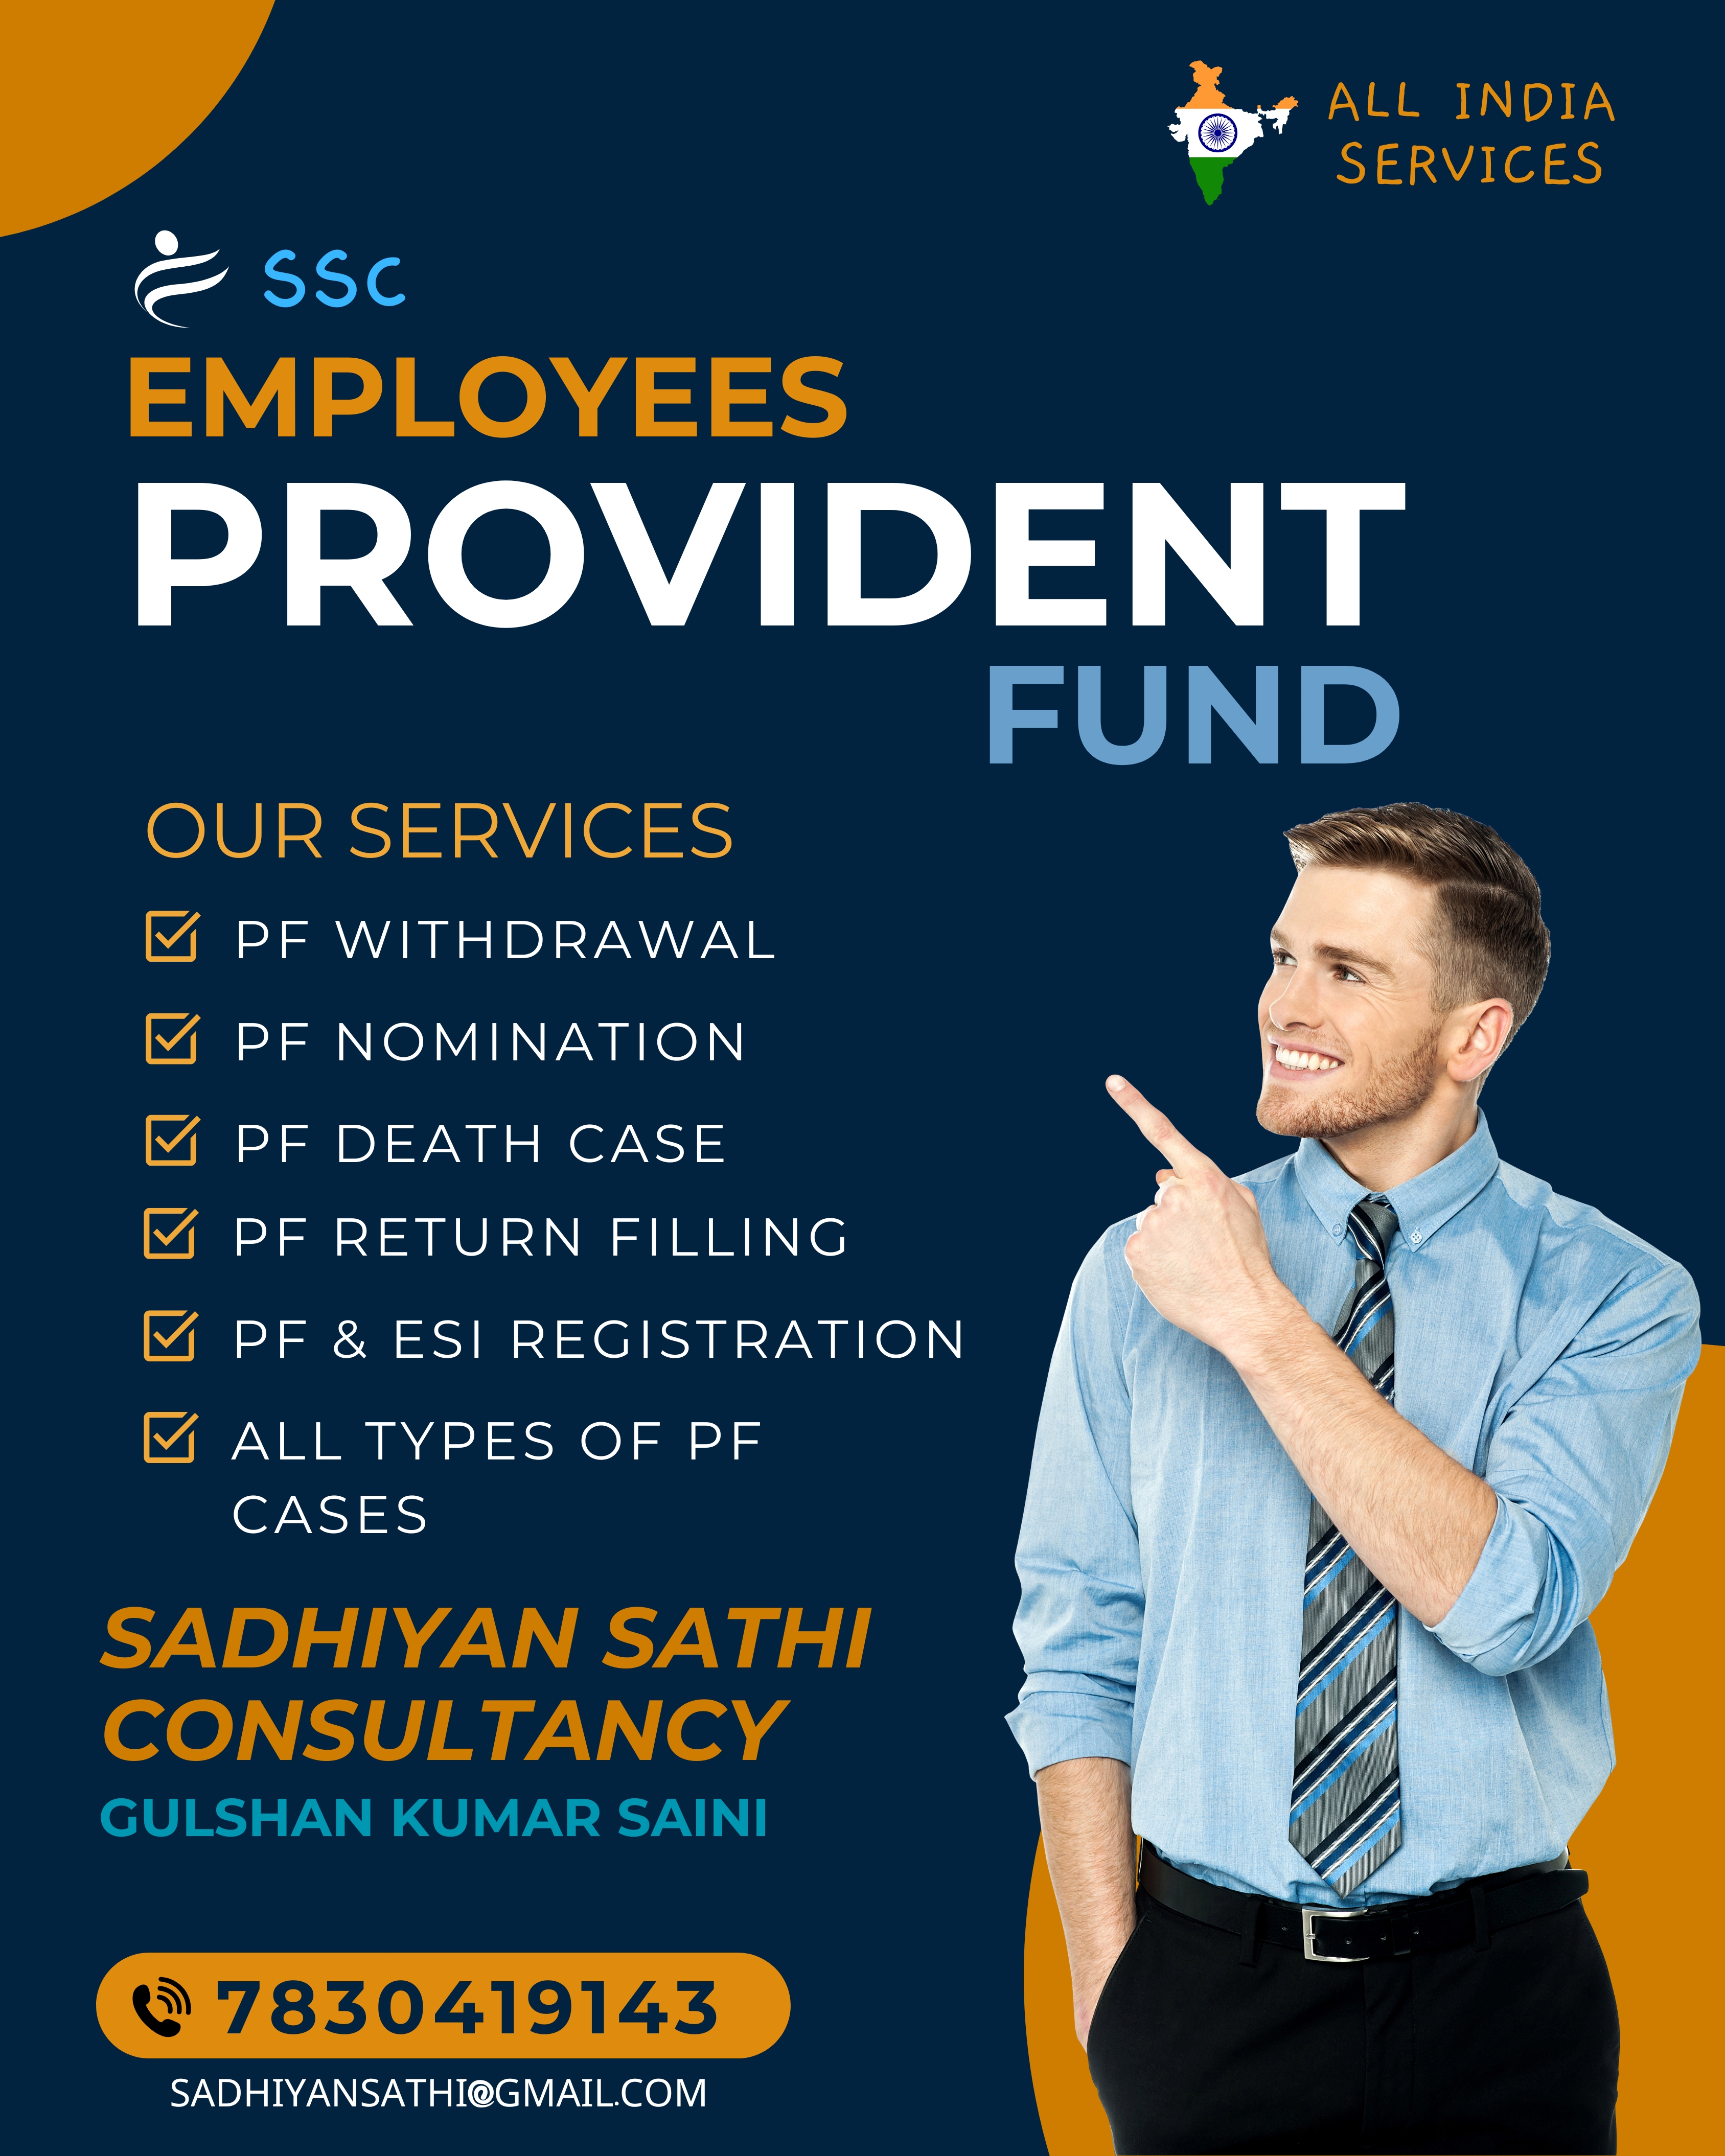 ALL INDIA
SERVICES
SSC
EMPLOYEES
PROVIDENT
FUND
OUR SERVICES
PF WITHDRAWAL
PF NOMINATION
PF DEATH CASE
PF RETURN FILLING
PF & ESI REGISTRATION
ALL TYPES OF PF
CASES
SADHIYAN SATHI
CONSULTANCY
GULSHAN KUMAR SAINI
7830419143
SADHIYANSATHI@GMAIL.COM